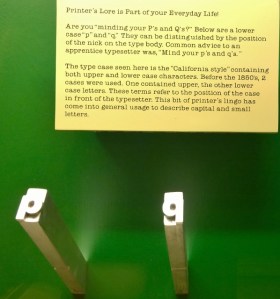 Printer's Lore is Part of your Everyday Life!
Are you "minding your P's and Q's?" Below are a lower
case "p" and "q." They can be distinguished by the position
of the nick on the type body. Common advice to an
apprentice typesetter was, "Mind your p's and q's."
The type case seen here is the "California style" containing
both upper and lower case characters. Before the 1850's, 2
cases were used. One contained upper, the other lower
case letters. These terms refer to the position of the case
in front of the typesetter. This bit of printer's lingo has
come into general usage to describe capital and small
letters.
p q